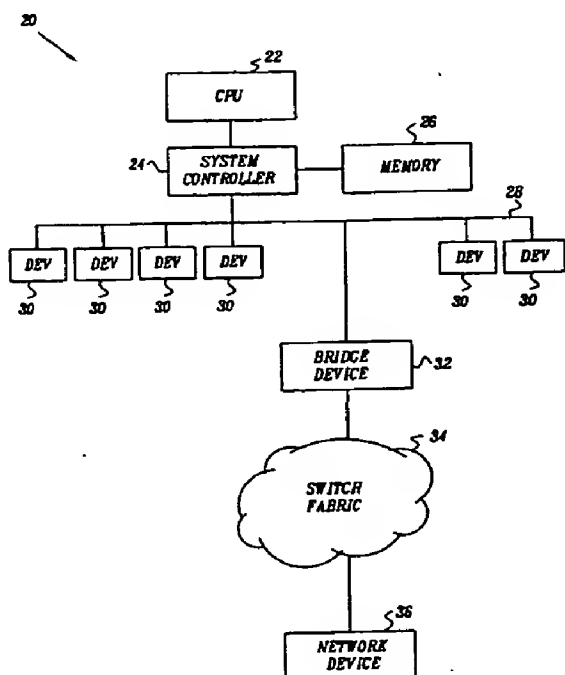 20
22
CPU
26
24
SYSTEM
CONTROLLER
MEMORY
28
DEV
DEV
DEV
DEV
DEV
DEV
30
30
30
30
30
30
BRIDGE
DEVICE
32
34
SWITCH
FABRIC
36
NETWORK
DEVICE